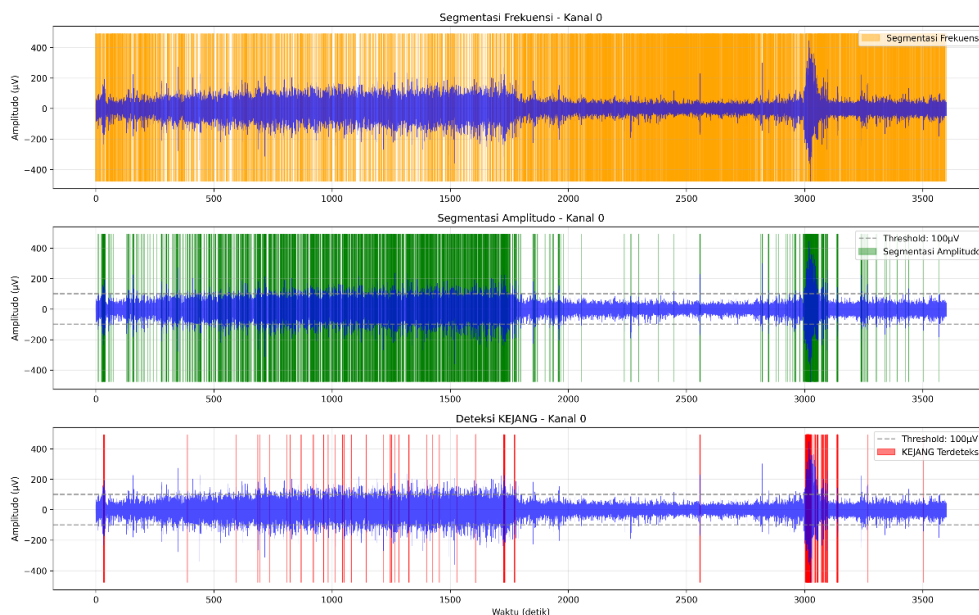 Segmentasi Frekuensi - Kanal 0
Segmentasi Frekuens
Amplitudo (µV)
400
200
0
−200
−400
0 500 1000 1500 2000 2500 3000 3500
Segmentasi Amplitudo - Kanal 0
Threshold: 100µV
Segmentasi Amplitudo
Amplitudo (µV)
400
200
0
−200
−400
0 500 1000 1500 2000 2500 3000 3500
Deteksi KEJANG - Kanal 0
Threshold: 100µV
KEJANG Terdeteks
Amplitudo (µV)
400
200
0
−200
−400
0 500 1000 1500 2000 2500 3000 3500
Waktu (detik)